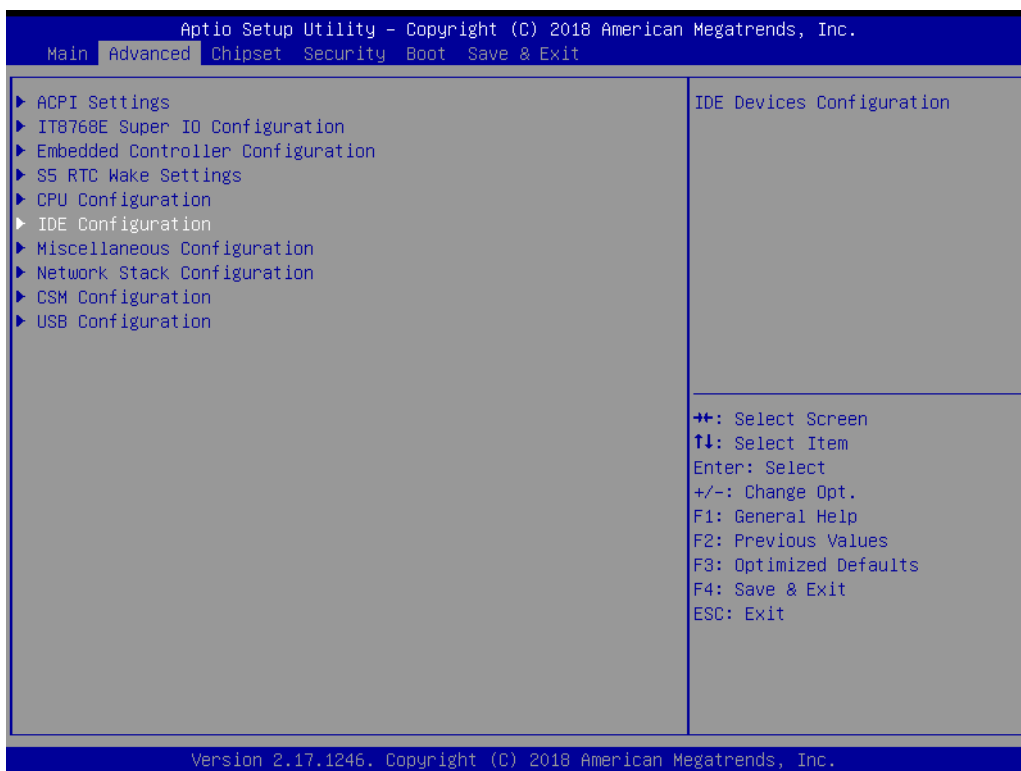 Aptio Setup Utility – Copyright (C) 2018 American Megatrends, Inc.
Main Advanced Chipset Security Boot Save & Exit
► ACPI Settings
► IT8768E Super IO Configuration
► Embedded Controller Configuration
► S5 RTC Wake Settings
► CPU Configuration
► IDE Configuration
► Miscellaneous Configuration
► Network Stack Configuration
► CSM Configuration
► USB Configuration
IDE Devices Configuration
→←: Select Screen
↑↓: Select Item
Enter: Select
+/-: Change Opt.
F1: General Help
F2: Previous Values
F3: Optimized Defaults
F4: Save & Exit
ESC: Exit
Version 2.17.1246. Copyright (C) 2018 American Megatrends, Inc.